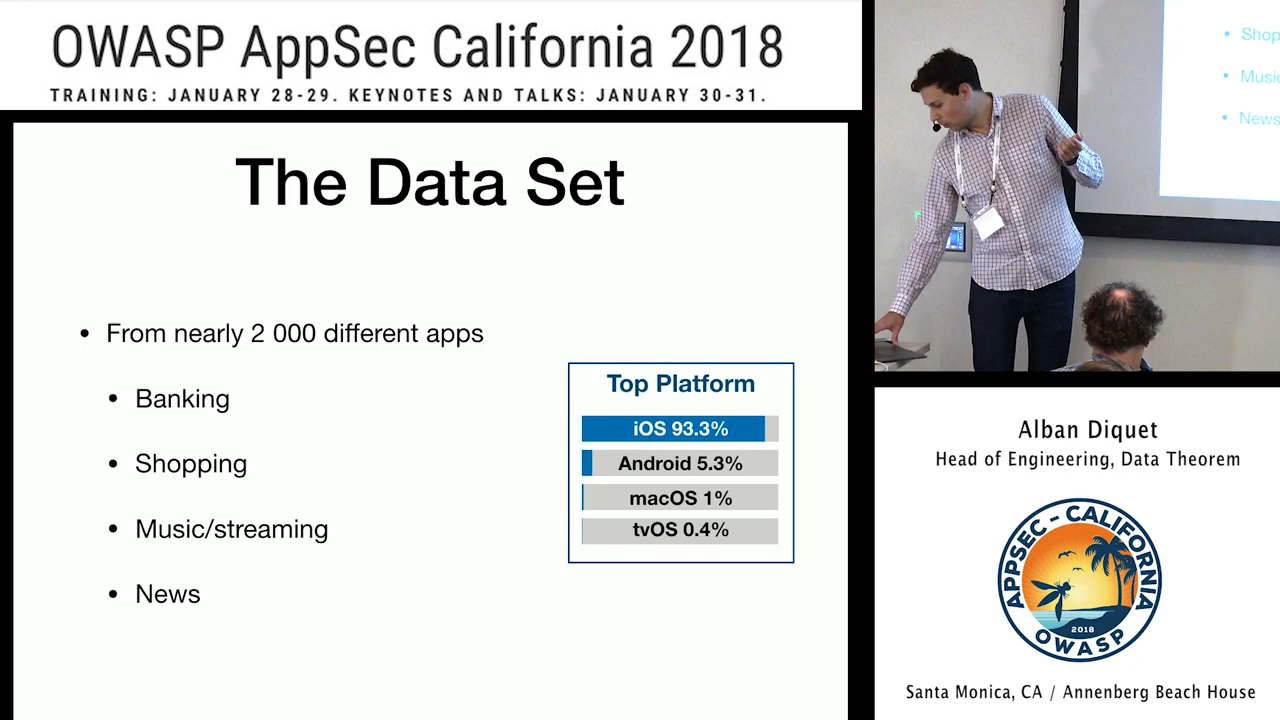 OWASP AppSec California 2018
TRAINING: JANUARY 28-29. KEYNOTES AND TALKS: JANUARY 30-31.
The Data Set
• From nearly 2 000 different apps
• Banking
• Shopping
• Music/streaming
• News
Top Platform
iOS 93.3%
Android 5.3%
macOS 1%
tvOS 0.4%
• Shop
• Music
• News
Alban Diquet
Head of Engineering, Data Theorem
APPSEC - CALIFORNIA
2018
OWASP
Santa Monica, CA / Annenberg Beach House